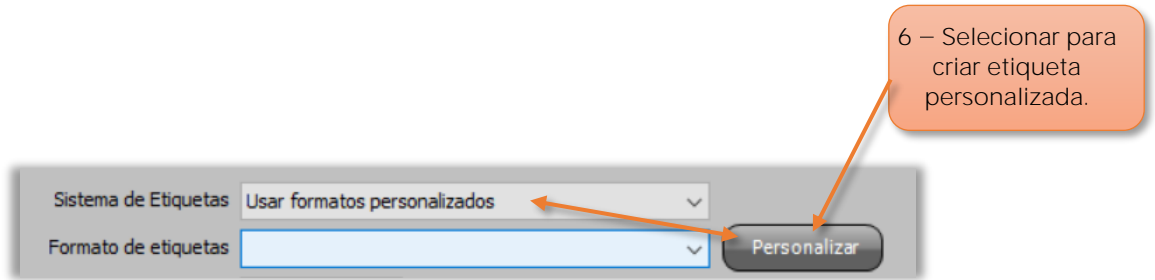 6 – Selecionar para
criar etiqueta
personalizada.
Sistema de Etiquetas Usar formatos personalizados
Formato de etiquetas Personalizar